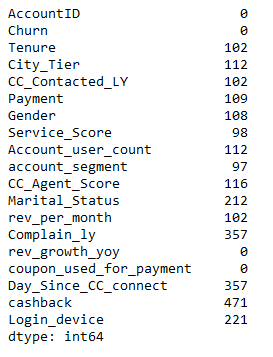 AccountID 0
Churn 0
Tenure 102
City_Tier 112
CC_Contacted_LY 102
Payment 109
Gender 108
Service_Score 98
Account_user_count 112
account_segment 97
CC_Agent_Score 116
Marital_Status 212
rev_per_month 102
Complain_ly 357
rev_growth_yoy 0
coupon_used_for_payment 0
Day_Since_CC_connect 357
cashback 471
Login_device 221
dtype: int64